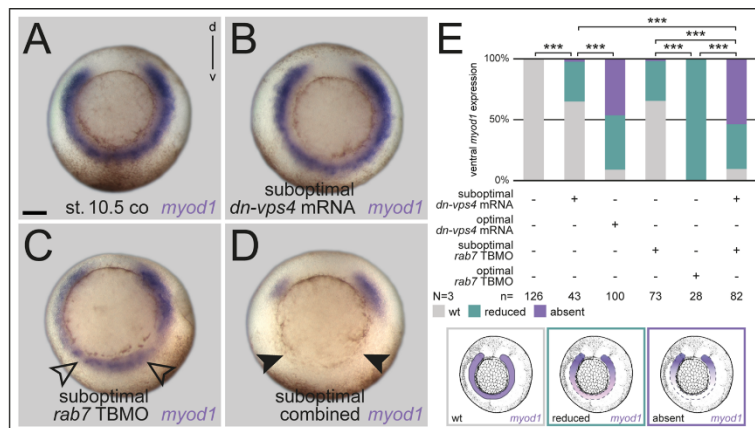 A
B
E
d
v
***
***
***
***
***
***
100%
50%
0%
ventral myod1 expression
st. 10.5 co myod1
suboptimal
dn-vps4 mRNA myod1
C
D
suboptimal
rab7 TBMO myod1
suboptimal
combined myod1
suboptimal
dn-vps4 mRNA - + - - - +
optimal
dn-vps4 mRNA - - + - - -
suboptimal
rab7 TBMO - - - + - +
optimal
rab7 TBMO - - - - + -
N=3 n= 126 43 100 73 28 82
wt reduced absent
wt myod1
reduced myod1
absent myod1